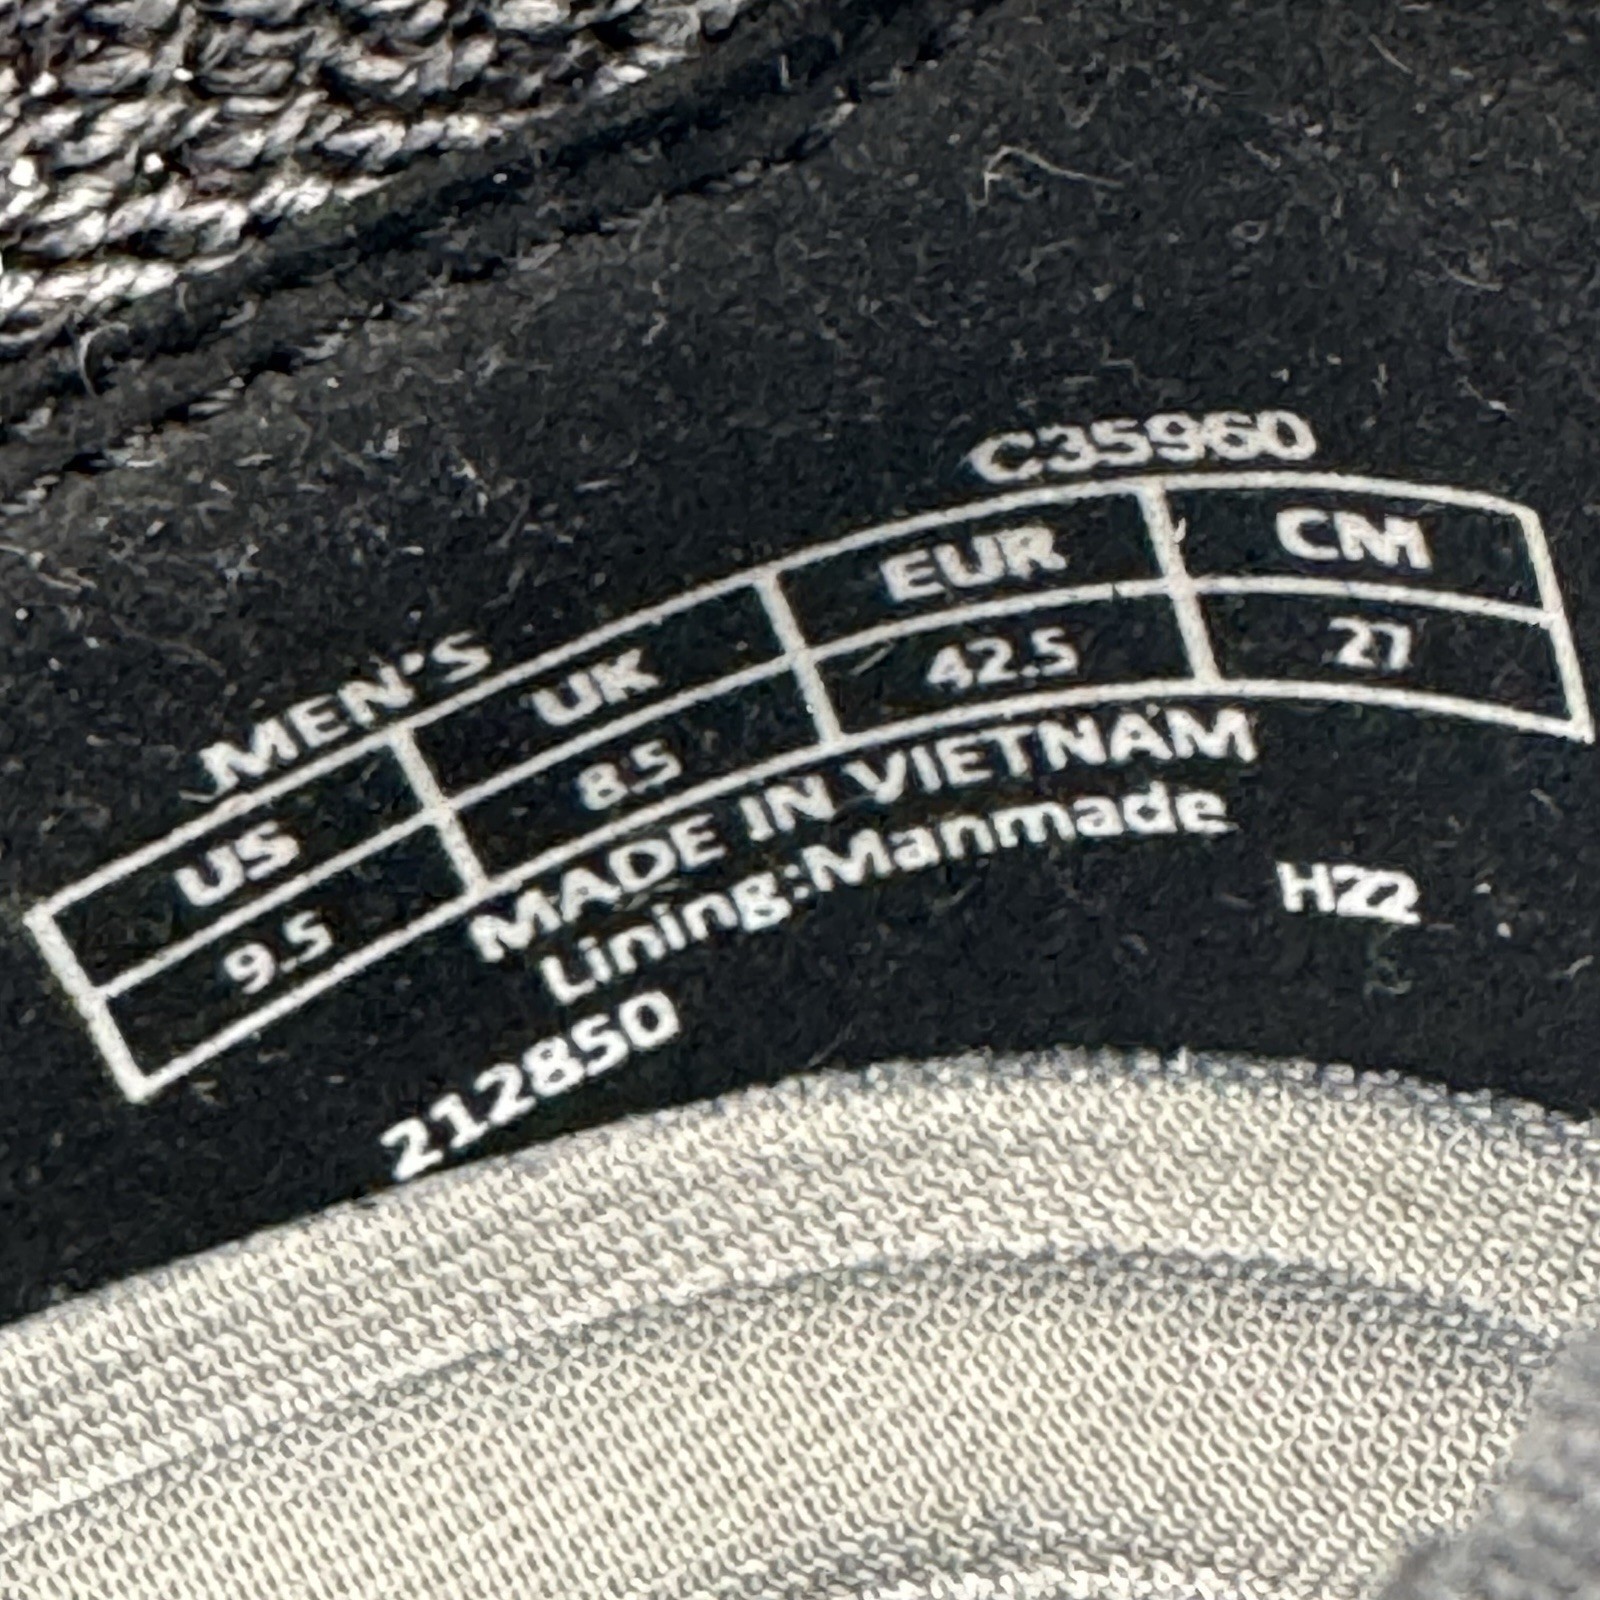 C35960
MEN'S
US UK EUR CM
9.5 8.5 42.5 27
MADE IN VIETNAM
Lining:Manmade
H22
212850